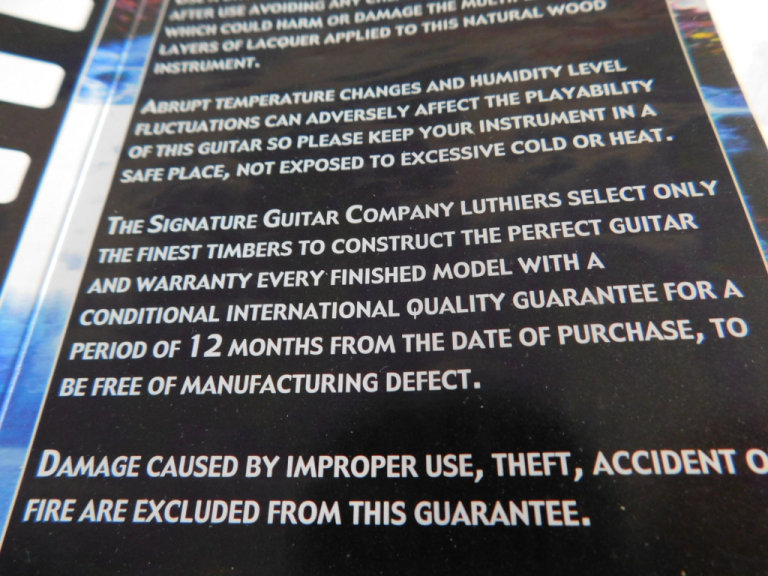 AFTER USE AVOIDING ANY
WHICH COULD HARM OR DAMAGE THE
LAYERS OF LACQUER APPLIED TO THIS NATURAL WOOD
INSTRUMENT.
ABRUPT TEMPERATURE CHANGES AND HUMIDITY LEVEL
FLUCTUATIONS CAN ADVERSELY AFFECT THE PLAYABILITY
OF THIS GUITAR SO PLEASE KEEP YOUR INSTRUMENT IN A
SAFE PLACE, NOT EXPOSED TO EXCESSIVE COLD OR HEAT.
THE SIGNATURE GUITAR COMPANY LUTHIERS SELECT ONLY
THE FINEST TIMBERS TO CONSTRUCT THE PERFECT GUITAR
AND WARRANTY EVERY FINISHED MODEL WITH A
CONDITIONAL INTERNATIONAL QUALITY GUARANTEE FOR A
PERIOD OF 12 MONTHS FROM THE DATE OF PURCHASE, TO
BE FREE OF MANUFACTURING DEFECT.
DAMAGE CAUSED BY IMPROPER USE, THEFT, ACCIDENT O
FIRE ARE EXCLUDED FROM THIS GUARANTEE.